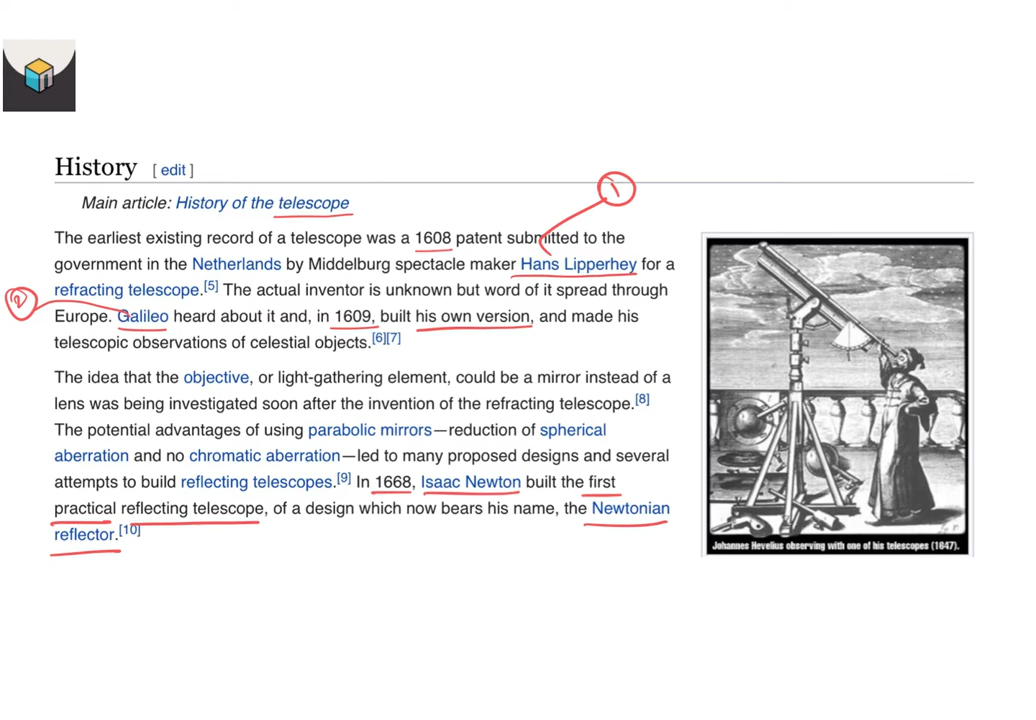 History [ edit ]
Main article: History of the telescope
1
The earliest existing record of a telescope was a 1608 patent submitted to the
government in the Netherlands by Middelburg spectacle maker Hans Lipperhey for a
refracting telescope.[5] The actual inventor is unknown but word of it spread through
2
Europe. Galileo heard about it and, in 1609, built his own version, and made his
telescopic observations of celestial objects.[6][7]
The idea that the objective, or light-gathering element, could be a mirror instead of a
lens was being investigated soon after the invention of the refracting telescope.[8]
The potential advantages of using parabolic mirrors—reduction of spherical
aberration and no chromatic aberration—led to many proposed designs and several
attempts to build reflecting telescopes.[9] In 1668, Isaac Newton built the first
practical reflecting telescope, of a design which now bears his name, the Newtonian
reflector.[10]
Johannes Hevelius observing with one of his telescopes (1647).